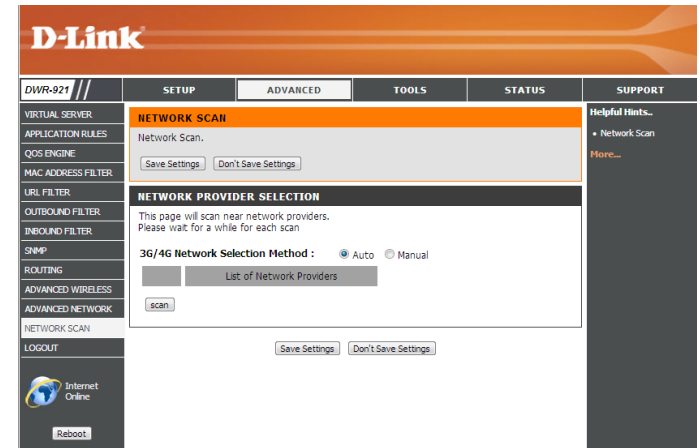 D-Link
DWR-921
SETUP
ADVANCED
TOOLS
STATUS
SUPPORT
VIRTUAL SERVER
APPLICATION RULES
QOS ENGINE
MAC ADDRESS FILTER
URL FILTER
OUTBOUND FILTER
INBOUND FILTER
SNMP
ROUTING
ADVANCED WIRELESS
ADVANCED NETWORK
NETWORK SCAN
LOGOUT
Internet
Online
Reboot
NETWORK SCAN
Network Scan.
Save Settings Don't Save Settings
NETWORK PROVIDER SELECTION
This page will scan near network providers.
Please wait for a while for each scan
3G/4G Network Selection Method : Auto Manual
List of Network Providers
scan
Save Settings Don't Save Settings
Helpful Hints..
• Network Scan
More...